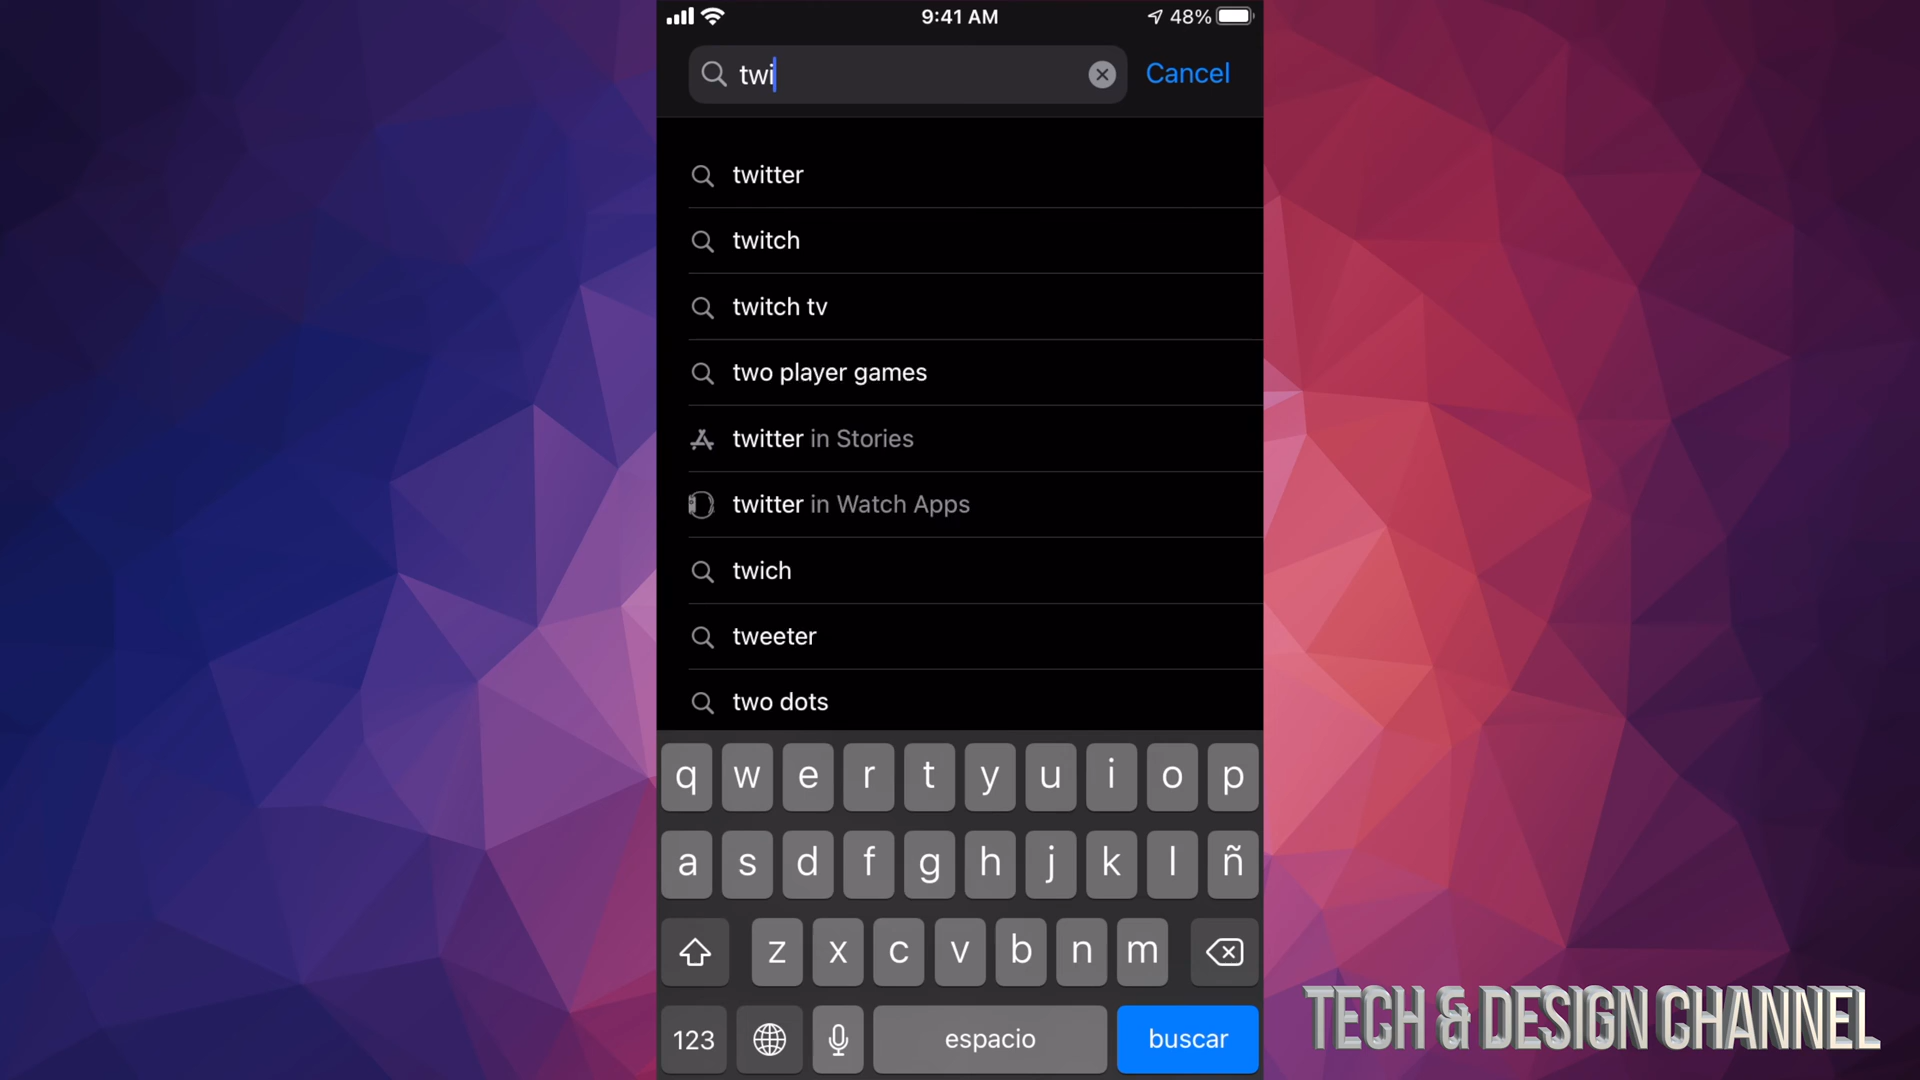 9:41 AM
48%
twi
Cancel
twitter
twitch
twitch tv
two player games
twitter in Stories
twitter in Watch Apps
twich
tweeter
two dots
q w e r t y u i o p
a s d f g h j k l ñ
z x c v b n m
123
espacio
buscar
TECH & DESIGN CHANNEL